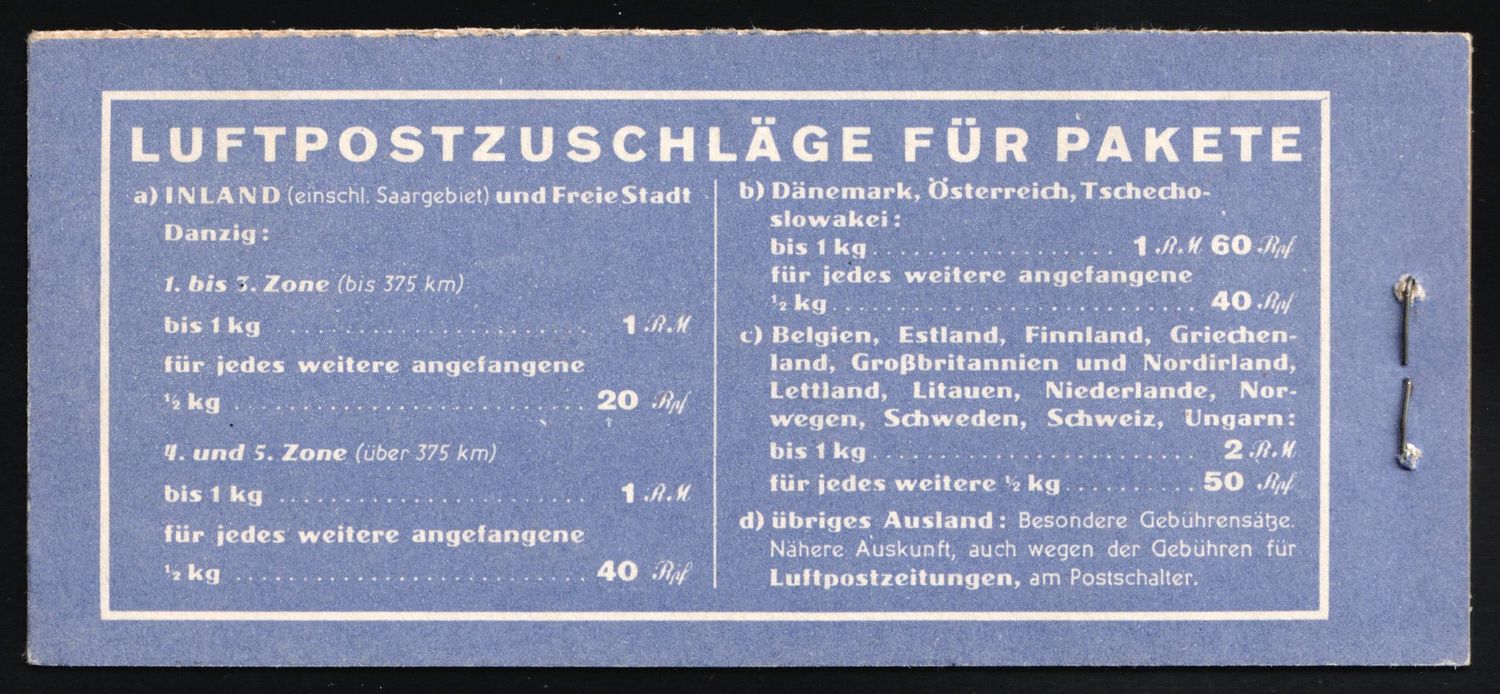 LUFTPOSTZUSCHLÄGE FÜR PAKETE
a) INLAND (einschl. Saargebiet) und Freie Stadt
Danzig:
1. bis 3. Zone (bis 375 km)
bis 1 kg . . . . . . . . . . . . . . . . . . . . . . . . 1 RM
für jedes weitere angefangene
½ kg . . . . . . . . . . . . . . . . . . . . . . . . . . 20 Rpf
4. und 5. Zone (über 375 km)
bis 1 kg . . . . . . . . . . . . . . . . . . . . . . . . 1 RM
für jedes weitere angefangene
½ kg . . . . . . . . . . . . . . . . . . . . . . . . . . 40 Rpf
b) Dänemark, Österreich, Tschecho-
slowakei:
bis 1 kg . . . . . . . . . . . . . . . . . . 1 RM 60 Rpf
für jedes weitere angefangene
½ kg . . . . . . . . . . . . . . . . . . . . . . . . . . 40 Rpf
c) Belgien, Estland, Finnland, Griechen-
land, Großbritannien und Nordirland,
Lettland, Litauen, Niederlande, Nor-
wegen, Schweden, Schweiz, Ungarn:
bis 1 kg . . . . . . . . . . . . . . . . . . . . . . . . 2 RM
für jedes weitere ½ kg . . . . . . . . . . 50 Rpf
d) übriges Ausland: Besondere Gebührensätze.
Nähere Auskunft, auch wegen der Gebühren für
Luftpostzeitungen, am Postschalter.